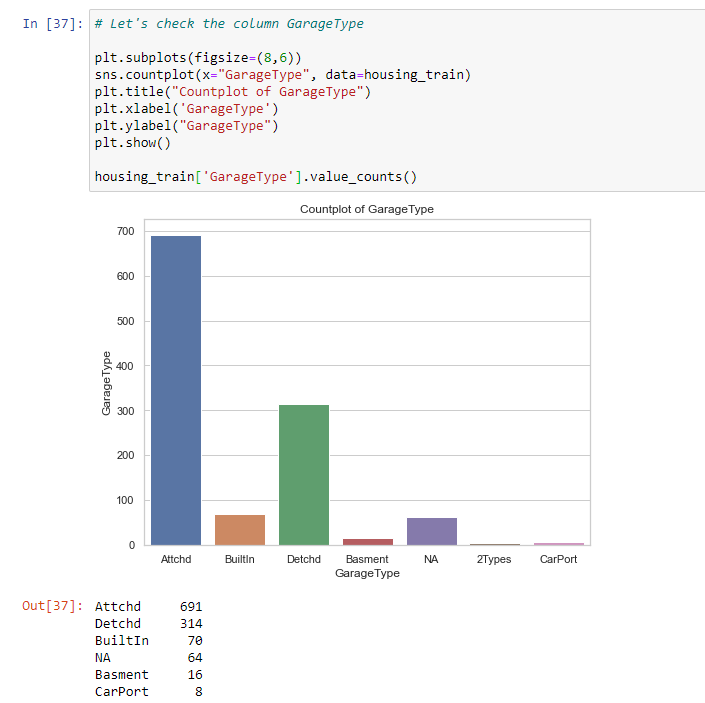 In [37]: # Let's check the column GarageType
plt.subplots(figsize=(8,6))
sns.countplot(x="GarageType", data=housing_train)
plt.title("Countplot of GarageType")
plt.xlabel('GarageType')
plt.ylabel("GarageType")
plt.show()
housing_train['GarageType'].value_counts()
Countplot of GarageType
700
600
500
400
300
200
100
0
GarageType
Attchd BuiltIn Detchd Basment NA 2Types CarPort
GarageType
Out[37]: Attchd 691
Detchd 314
BuiltIn 70
NA 64
Basment 16
CarPort 8